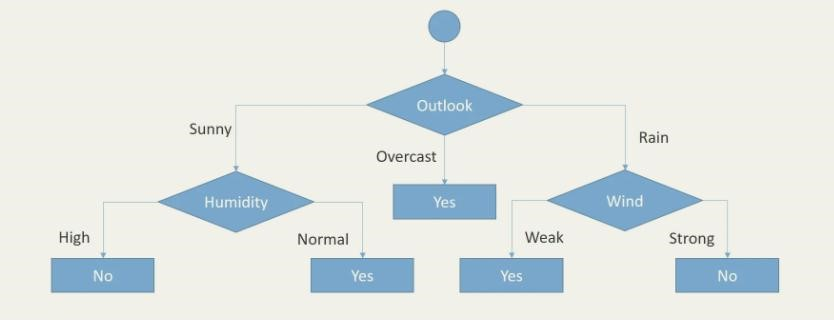 Outlook
Sunny
Overcast
Rain
Humidity
Yes
Wind
High
Normal
Weak
Strong
No
Yes
Yes
No